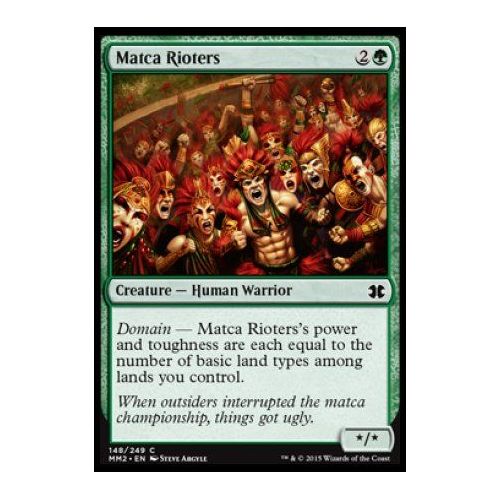 Matca Rioters 2
Creature — Human Warrior
Domain — Matca Rioters's power
and toughness are each equal to the
number of basic land types among
lands you control.
When outsiders interrupted the matca
championship, things got ugly.
*/*
148/249 C
MM2 • EN Steve Argyle
™ & © 2015 Wizards of the Coast